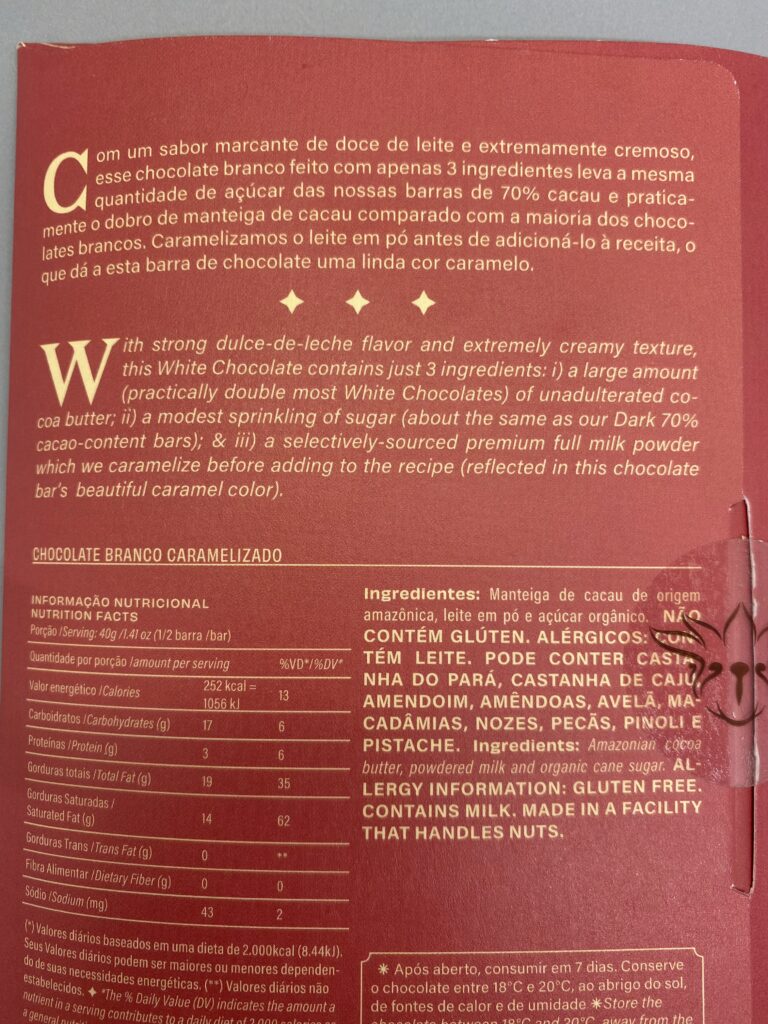 Com um sabor marcante de doce de leite e extremamente cremoso,
esse chocolate branco feito com apenas 3 ingredientes leva a mesma
quantidade de açúcar das nossas barras de 70% cacau e pratica-
mente o dobro de manteiga de cacau comparado com a maioria dos choco-
lates brancos. Caramelizamos o leite em pó antes de adicioná-lo à receita, o
que dá a esta barra de chocolate uma linda cor caramelo.
With strong dulce-de-leche flavor and extremely creamy texture,
this White Chocolate contains just 3 ingredients: i) a large amount
(practically double most White Chocolates) of unadulterated co-
coa butter; ii) a modest sprinkling of sugar (about the same as our Dark 70%
cacao-content bars); & iii) a selectively-sourced premium full milk powder
which we caramelize before adding to the recipe (reflected in this chocolate
bar's beautiful caramel color).
CHOCOLATE BRANCO CARAMELIZADO
INFORMAÇÃO NUTRICIONAL
NUTRITION FACTS
Porção /Serving: 40g /1.41 oz (1/2 barra /bar)
Quantidade por porção /amount per serving %VD*/%DV*
Valor energético /Calories 252 kcal = 1056 kJ 13
Carboidratos /Carbohydrates (g) 17 6
Proteínas /Protein (g) 3 6
Gorduras totais /Total Fat (g) 19 35
Gorduras Saturadas /
Saturated Fat (g) 14 62
Gorduras Trans /Trans Fat (g) 0 **
Fibra Alimentar /Dietary Fiber (g) 0 0
Sódio /Sodium (mg) 43 2
(*) Valores diários baseados em uma dieta de 2.000kcal (8.44kJ).
Seus Valores diários podem ser maiores ou menores dependen-
do de suas necessidades energéticas. (**) Valores diários não
estabelecidos. ✦ *The % Daily Value (DV) indicates the amount a
nutrient in a serving contributes to a daily diet of 2,000 calories
a general
Ingredientes: Manteiga de cacau de origem
amazônica, leite em pó e açúcar orgânico. NÃO
CONTÉM GLÚTEN. ALÉRGICOS: CON-
TÉM LEITE. PODE CONTER CASTA-
NHA DO PARÁ, CASTANHA DE CAJU,
AMENDOIM, AMÊNDOAS, AVELÃ, MA-
CADÂMIAS, NOZES, PECÃS, PINOLI E
PISTACHE. Ingredients: Amazonian cocoa
butter, powdered milk and organic cane sugar. AL-
LERGY INFORMATION: GLUTEN FREE.
CONTAINS MILK. MADE IN A FACILITY
THAT HANDLES NUTS.
✴ Após aberto, consumir em 7 dias. Conserve
o chocolate entre 18°C e 20°C, ao abrigo do sol,
de fontes de calor e de umidade ✴Store the
chocolate between 18°C and 20°C, away from the